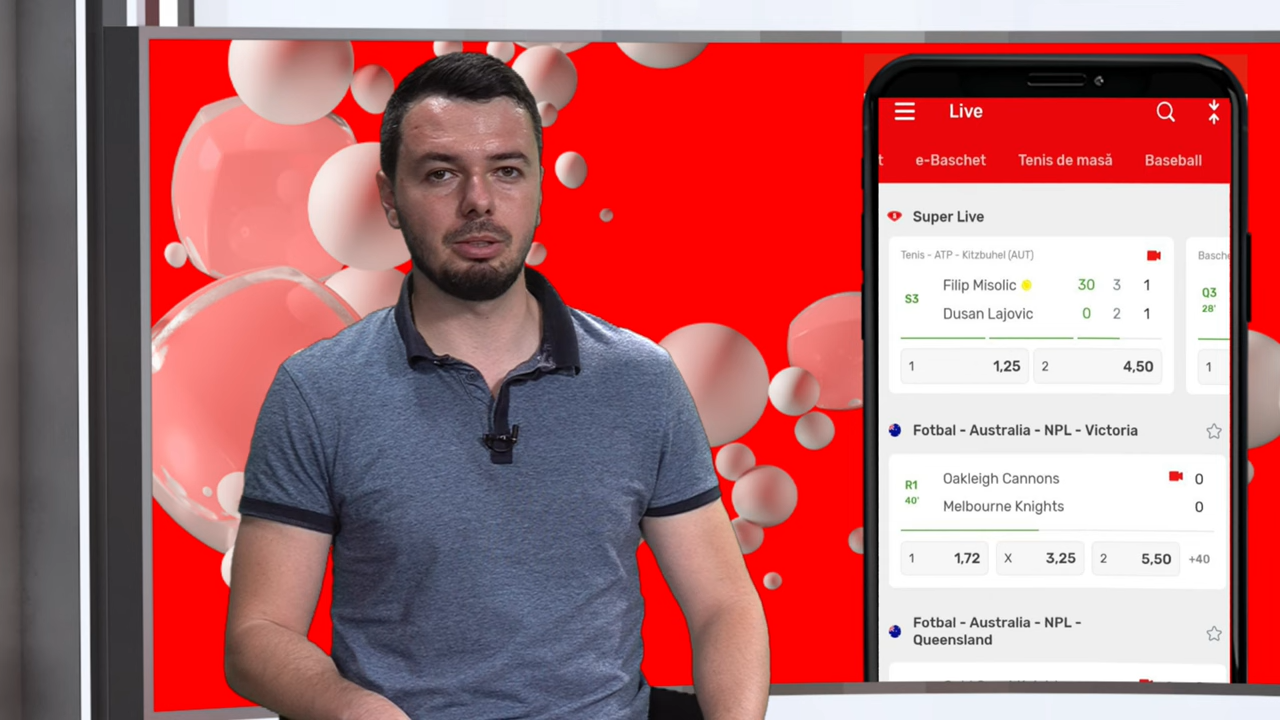 Live
e-Baschet Tenis de masă Baseball
Super Live
Tenis - ATP - Kitzbuhel (AUT)
S3
Filip Misolic 30 3 1
Dusan Lajovic 0 2 1
1 1,25 2 4,50
Q3
28'
1
Fotbal - Australia - NPL - Victoria
R1
40'
Oakleigh Cannons 0
Melbourne Knights 0
1 1,72 X 3,25 2 5,50 +40
Fotbal - Australia - NPL -
Queensland